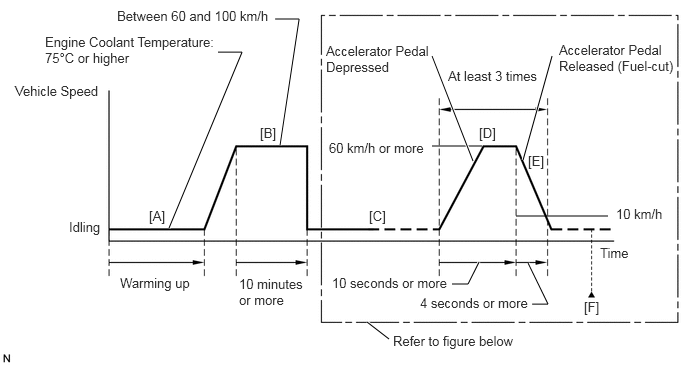 Between 60 and 100 km/h
Engine Coolant Temperature:
75°C or higher
Accelerator Pedal
Depressed
Accelerator Pedal
Released (Fuel-cut)
At least 3 times
Vehicle Speed
[B]
[D]
60 km/h or more
[E]
[A]
[C]
10 km/h
Idling
Time
Warming up
10 minutes
or more
10 seconds or more
4 seconds or more
[F]
Refer to figure below
N